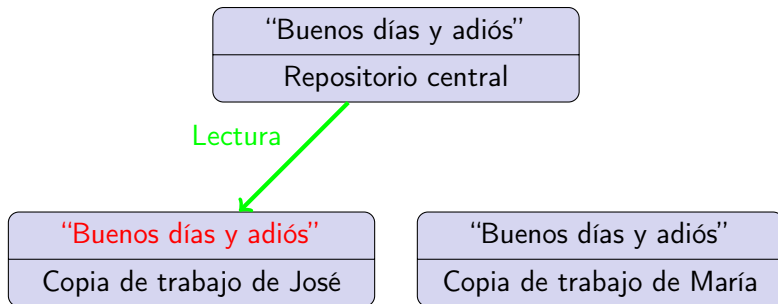 “Buenos días y adiós”
Repositorio central
Lectura
“Buenos días y adiós”
Copia de trabajo de José
“Buenos días y adiós”
Copia de trabajo de María